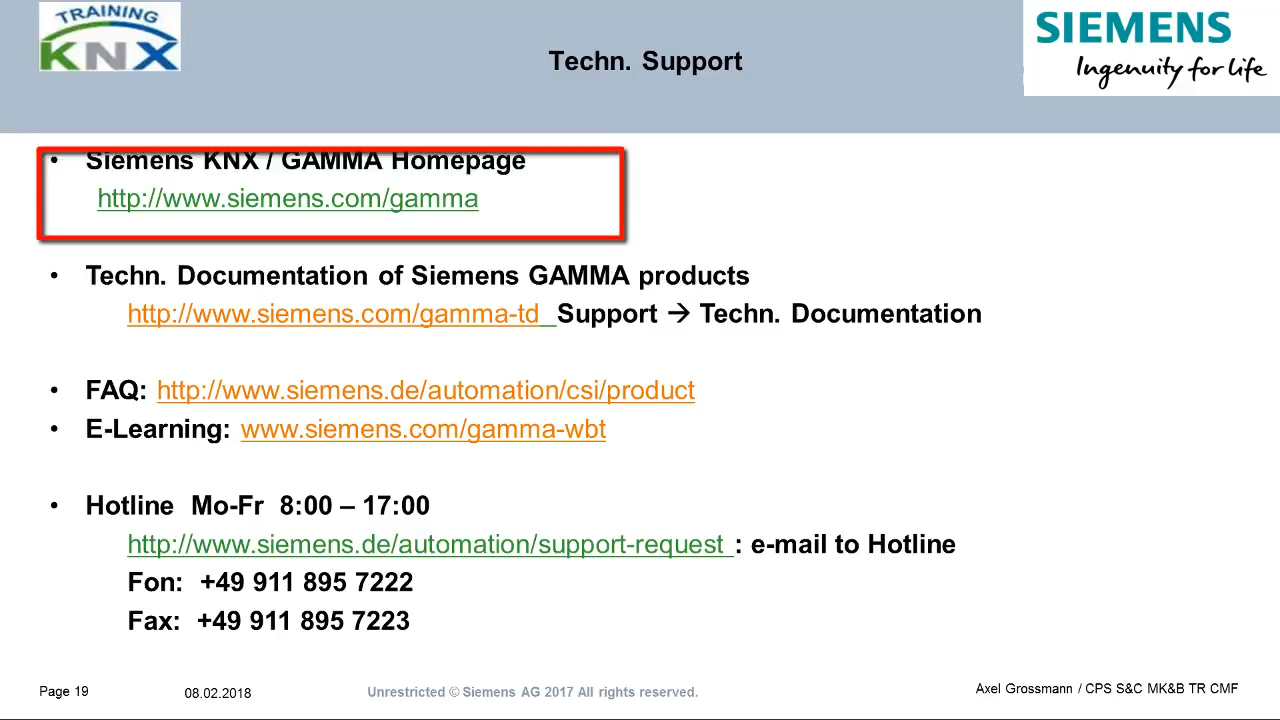 TRAINING
KNX
Techn. Support
SIEMENS
Ingenuity for life
• Siemens KNX / GAMMA Homepage
http://www.siemens.com/gamma
• Techn. Documentation of Siemens GAMMA products
http://www.siemens.com/gamma-td Support → Techn. Documentation
• FAQ: http://www.siemens.de/automation/csi/product
• E-Learning: www.siemens.com/gamma-wbt
• Hotline Mo-Fr 8:00 – 17:00
http://www.siemens.de/automation/support-request : e-mail to Hotline
Fon: +49 911 895 7222
Fax: +49 911 895 7223
Page 19
08.02.2018
Unrestricted © Siemens AG 2017 All rights reserved.
Axel Grossmann / CPS S&C MK&B TR CMF